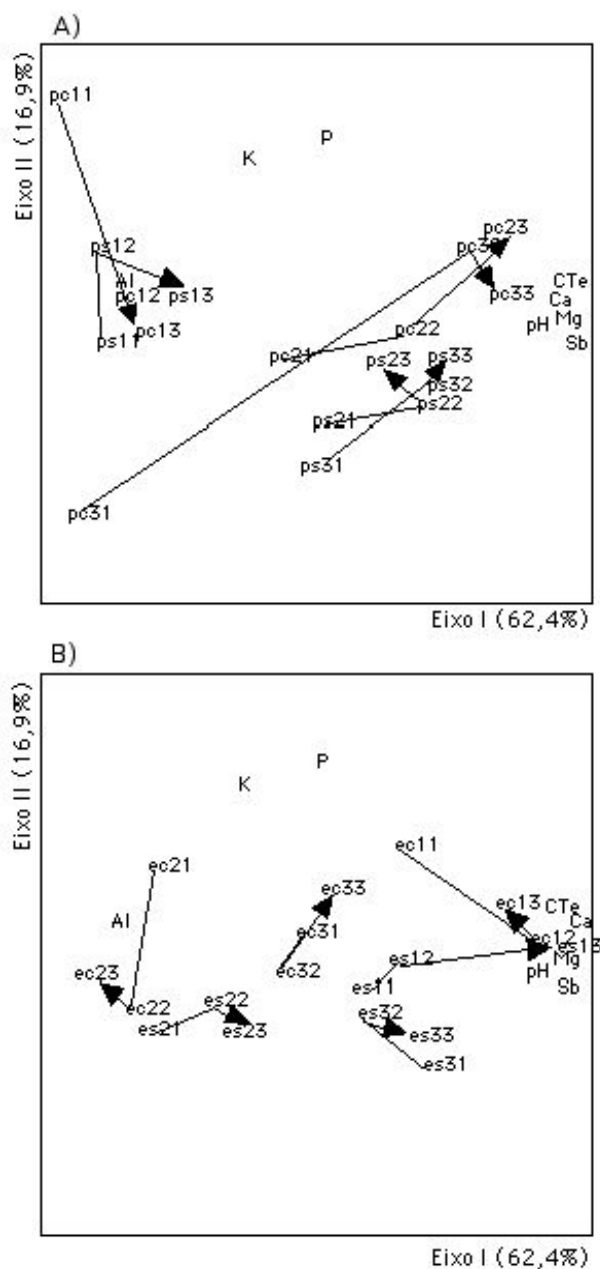 A)
Eixo II (16,9%)
pc11
P
K
pc23
ps12
pc3
Al
CTe
pc12
ps13
pc33
Ca
Mg
pH
pc13
pc22
ps11
Sb
pc21
ps23
ps33
ps32
ps22
ps21
ps31
pc31
Eixo I (62,4%)
B)
Eixo II (16,9%)
P
K
ec11
ec21
ec33
ec13
CTe
Al
Ca
ec31
ec12
es13
es12
Mg
ec23
ec32
pH
es11
Sb
es22
ec22
es32
es21
es23
es33
es31
Eixo I (62,4%)